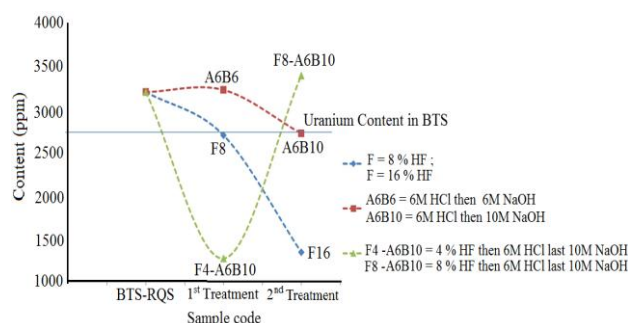 4000
3500
3000
2500
2000
1500
1000
Content (ppm)
A6B6
F8-A6B10
Uranium Content in BTS
F8
A6B10
F4-A6B10
F16
BTS-RQS
1st Treatment
2nd Treatment
Sample code
F = 8 % HF ;
F = 16 % HF
A6B6 = 6M HCl then 6M NaOH
A6B10 = 6M HCl then 10M NaOH
F4 -A6B10 = 4 % HF then 6M HCl last 10M NaOH
F8 -A6B10 = 8 % HF then 6M HCl last 10M NaOH